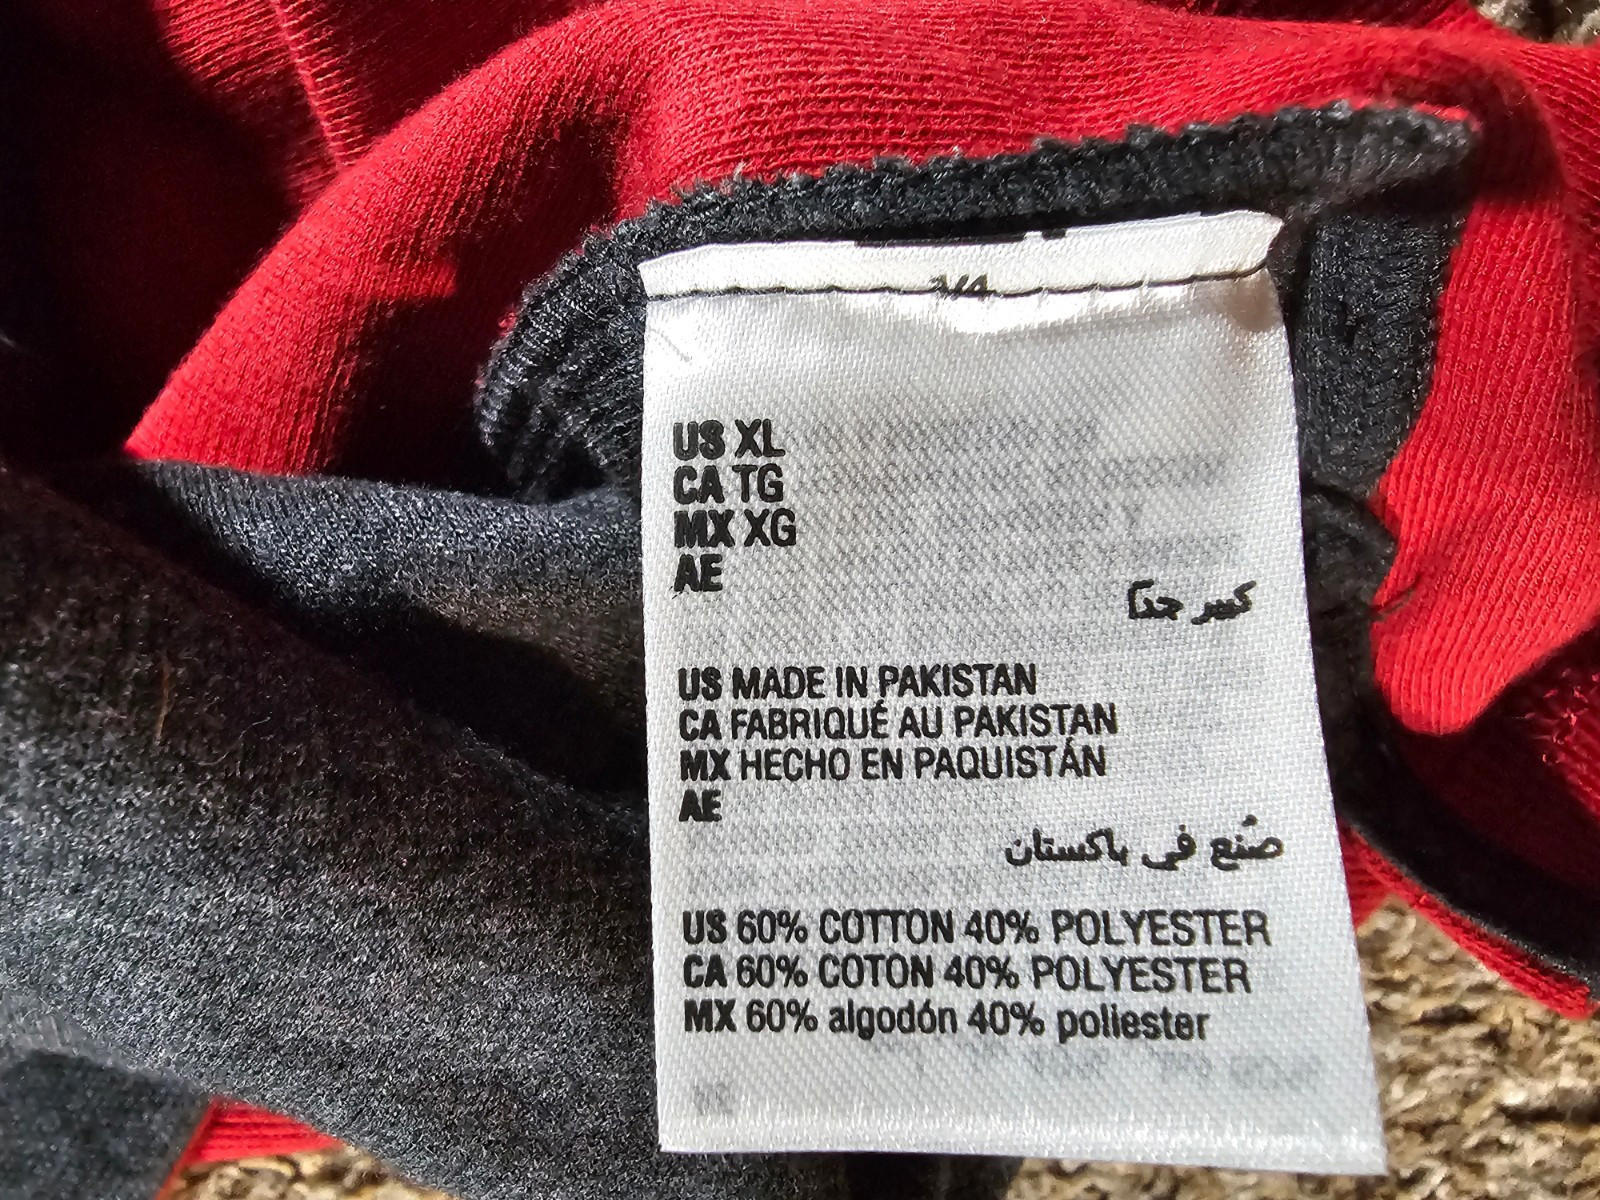 US XL
CA TG
MX XG
AE
كبير جداً
US MADE IN PAKISTAN
CA FABRIQUÉ AU PAKISTAN
MX HECHO EN PAQUISTÁN
AE
صُنع في باكستان
US 60% COTTON 40% POLYESTER
CA 60% COTON 40% POLYESTER
MX 60% algodón 40% poliester